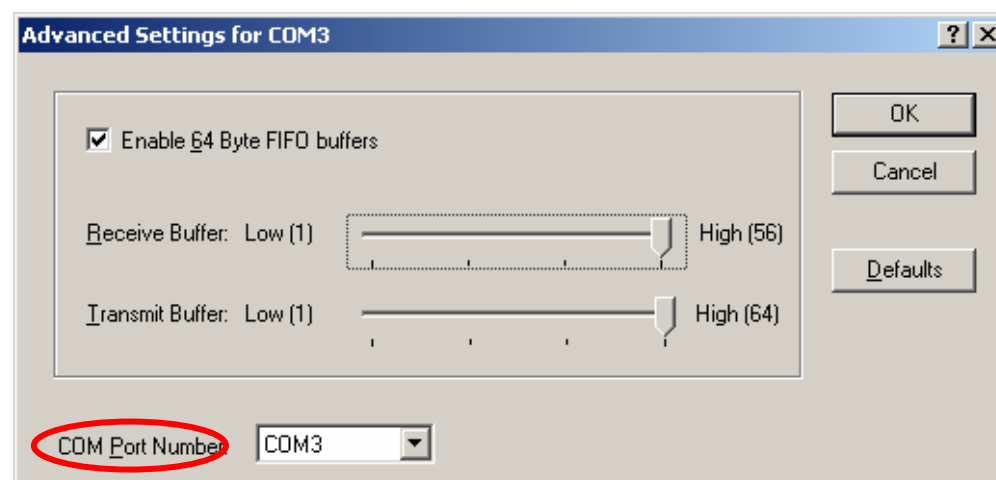 Advanced Settings for COM3
Enable 64 Byte FIFO buffers
OK
Cancel
Receive Buffer: Low (1) High (56)
Defaults
Transmit Buffer: Low (1) High (64)
COM Port Number: COM3